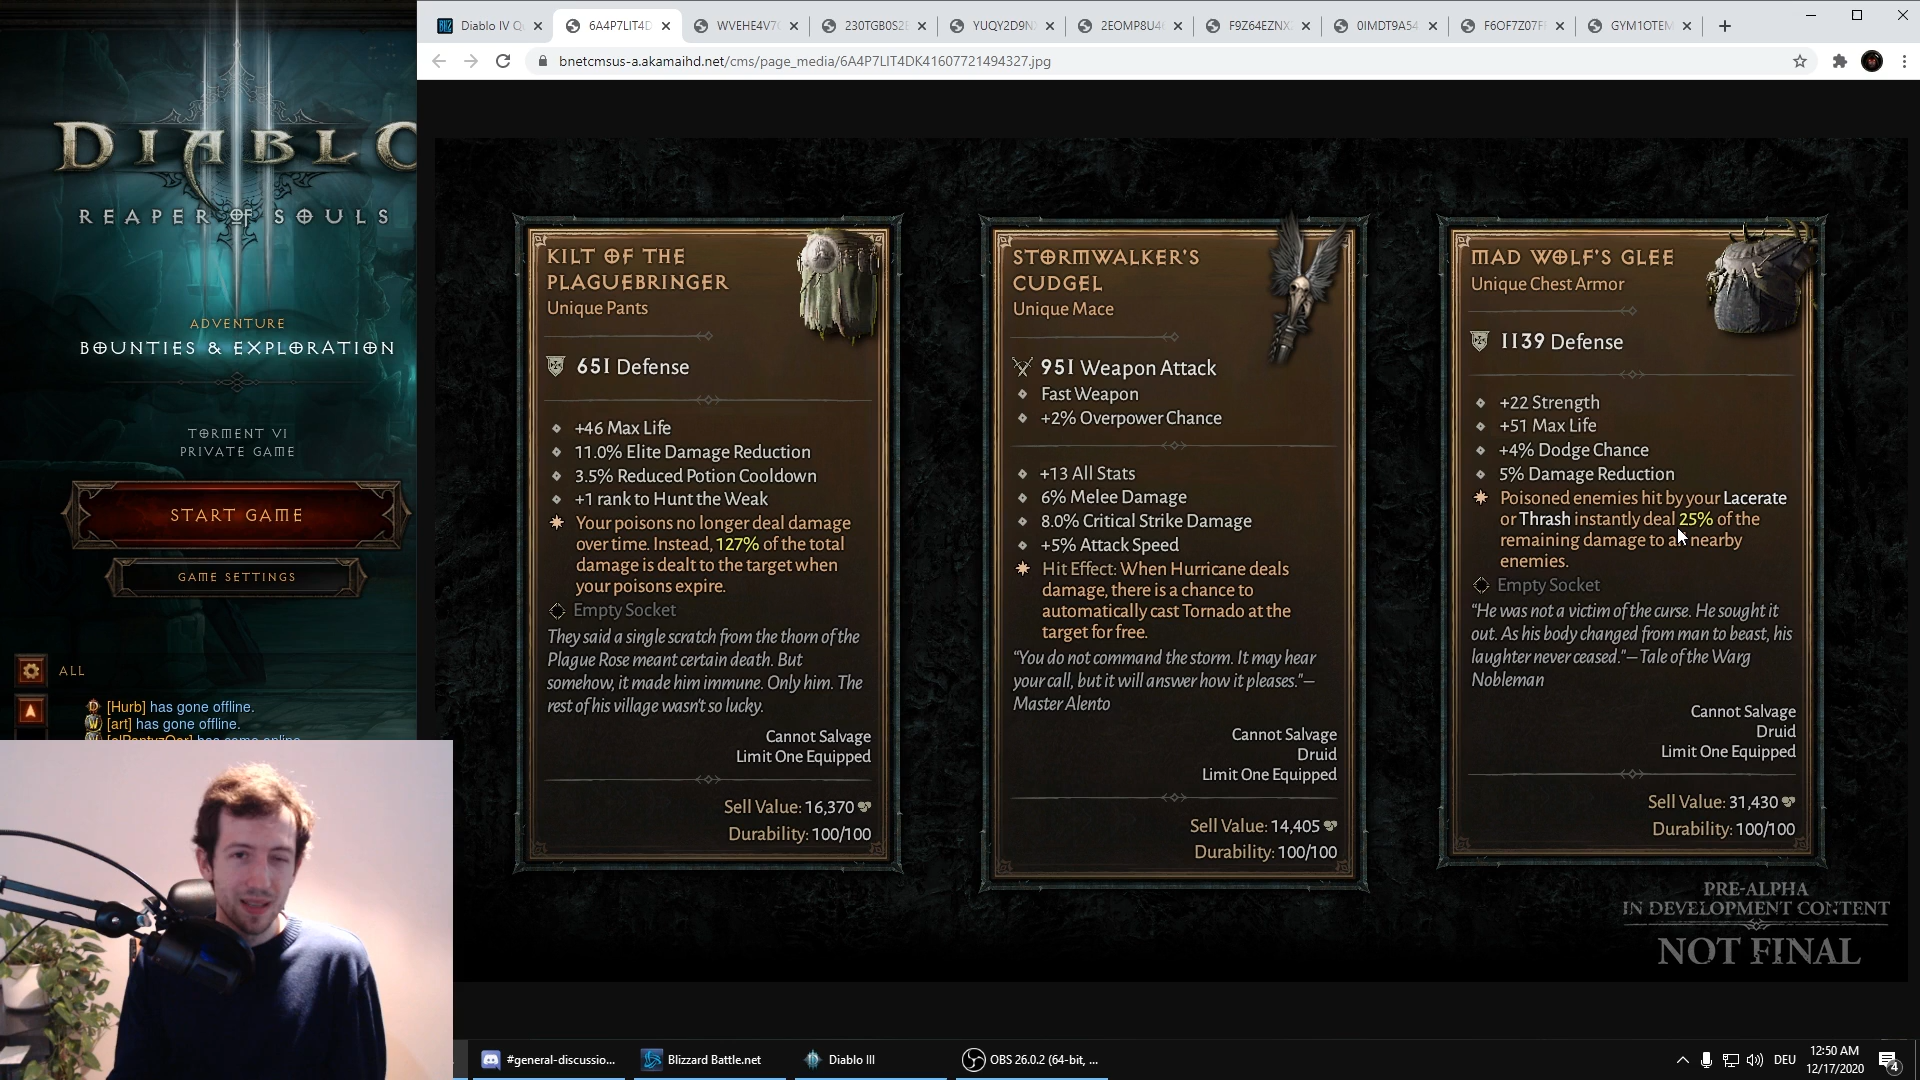 Diablo IV Q
6A4P7LIT4D
WVEHE4V7
230TGB0S2
YUQY2D9N
2EOMP8U4
F9Z64EZNX
0IMDT9A54
F6OF7Z07F
GYM1OTEM
bnetcmsus-a.akamaihd.net/cms/page_media/6A4P7LIT4DK41607721494327.jpg
DIABLO
REAPER OF SOULS
ADVENTURE
BOUNTIES & EXPLORATION
TORMENT VI
PRIVATE GAME
START GAME
GAME SETTINGS
ALL
[Hurb] has gone offline.
[art] has gone offline.
KILT OF THE
PLAGUEBRINGER
Unique Pants
651 Defense
+46 Max Life
11.0% Elite Damage Reduction
3.5% Reduced Potion Cooldown
+1 rank to Hunt the Weak
Your poisons no longer deal damage
over time. Instead, 127% of the total
damage is dealt to the target when
your poisons expire.
Empty Socket
They said a single scratch from the thorn of the
Plague Rose meant certain death. But
somehow, it made him immune. Only him. The
rest of his village wasn't so lucky.
Cannot Salvage
Limit One Equipped
Sell Value: 16,370
Durability: 100/100
STORMWALKER'S
CUDGEL
Unique Mace
951 Weapon Attack
Fast Weapon
+2% Overpower Chance
+13 All Stats
6% Melee Damage
8.0% Critical Strike Damage
+5% Attack Speed
Hit Effect: When Hurricane deals
damage, there is a chance to
automatically cast Tornado at the
target for free.
"You do not command the storm. It may hear
your call, but it will answer how it pleases."—
Master Alento
Cannot Salvage
Druid
Limit One Equipped
Sell Value: 14,405
Durability: 100/100
MAD WOLF'S GLEE
Unique Chest Armor
1139 Defense
+22 Strength
+51 Max Life
+4% Dodge Chance
5% Damage Reduction
Poisoned enemies hit by your Lacerate
or Thrash instantly deal 25% of the
remaining damage to all nearby
enemies.
Empty Socket
"He was not a victim of the curse. He sought it
out. As his body changed from man to beast, his
laughter never ceased."—Tale of the Warg
Nobleman
Cannot Salvage
Druid
Limit One Equipped
Sell Value: 31,430
Durability: 100/100
PRE-ALPHA
IN DEVELOPMENT CONTENT
NOT FINAL
#general-discussio...
Blizzard Battle.net
Diablo III
OBS 26.0.2 (64-bit, ...
DEU
12:50 AM
12/17/2020
4